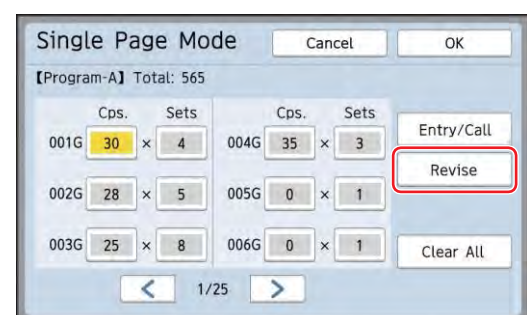 Single Page Mode Cancel OK
【Program-A】 Total: 565
Cps. Sets Cps. Sets
001G 30 × 4 004G 35 × 3
Entry/Call
Revise
002G 28 × 5 005G 0 × 1
003G 25 × 8 006G 0 × 1
Clear All
< 1/25 >